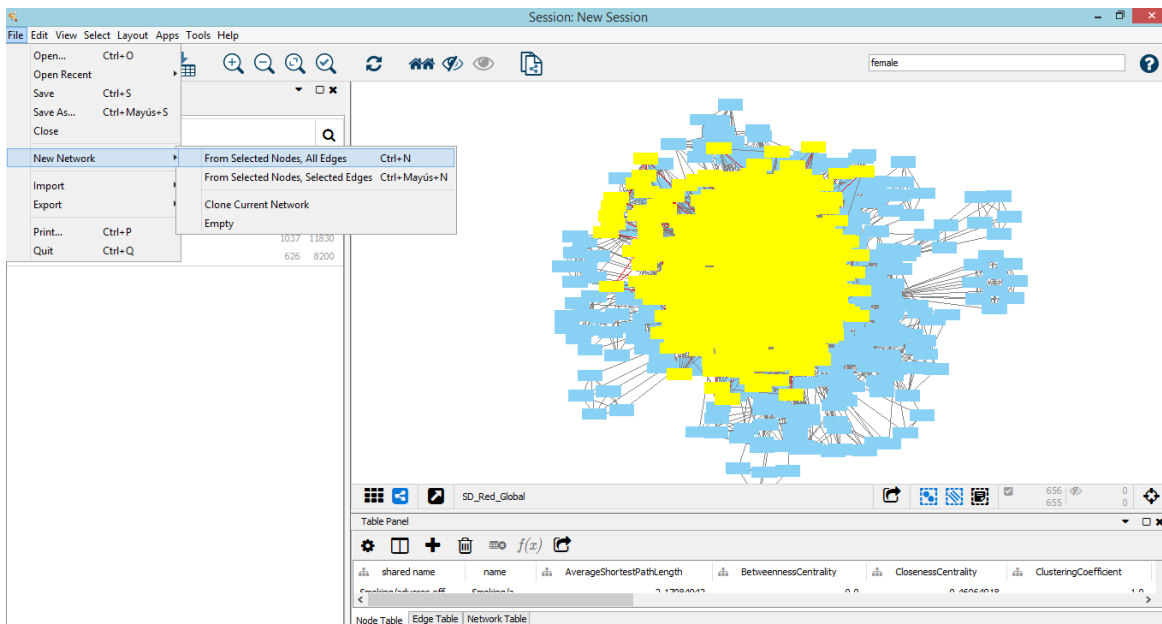 Session: New Session
File Edit View Select Layout Apps Tools Help
Open... Ctrl+O
Open Recent
Save Ctrl+S
Save As... Ctrl+Mayús+S
Close
New Network
Import
Export
Print... Ctrl+P
Quit Ctrl+Q
From Selected Nodes, All Edges Ctrl+N
From Selected Nodes, Selected Edges Ctrl+Mayús+N
Clone Current Network
Empty
1037 11830
626 8200
female
SD_Red_Global
656 0
655 0
Table Panel
f(x)
shared name name AverageShortestPathLength BetweennessCentrality ClosenessCentrality ClusteringCoefficient
Node Table Edge Table Network Table